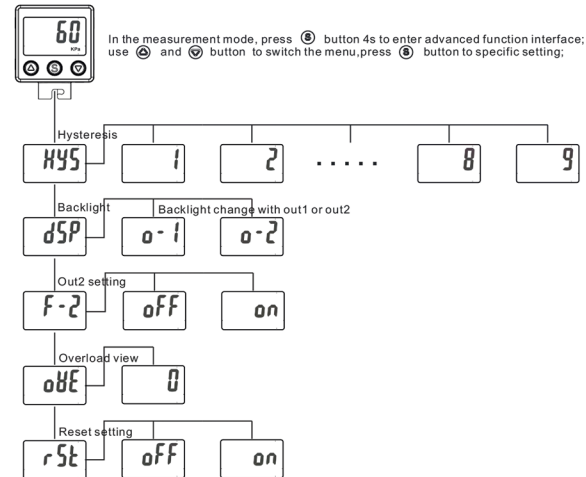 60
KPa
In the measurement mode, press S button 4s to enter advanced function interface;
use and button to switch the menu,press S button to specific setting;
S
Hysteresis
HYS 1 2 ..... 8 9
Backlight Backlight change with out1 or out2
dSP o-1 o-2
Out2 setting
F-2 oFF on
Overload view
oVE 0
Reset setting
rSt oFF on